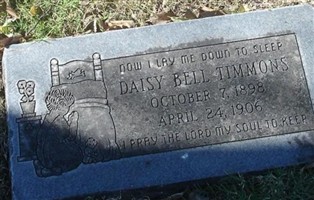 NOW I LAY ME DOWN TO SLEEP
DAISY BELL TIMMONS
OCTOBER 7, 1898
APRIL 24, 1906
I PRAY THE LORD MY SOUL TO KEEP